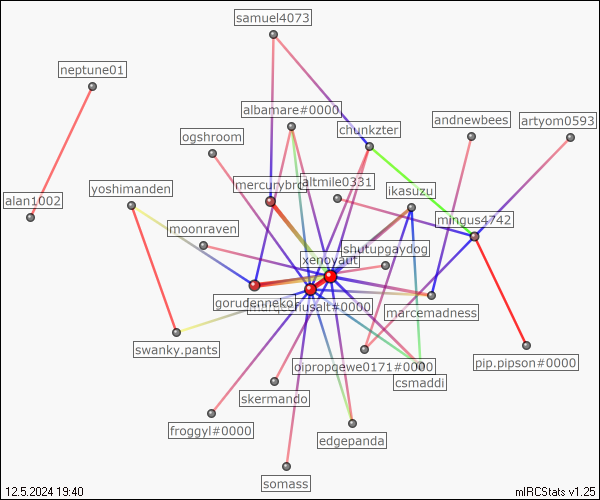 samuel4073
neptune01
albamare#0000
andnewbees
artyom0593
chunkzter
ogshroom
mercurybro
altmile0331
ikasuzu
yoshimanden
alan1002
mingus4742
moonraven
shutupgaydog
xenoyaut
gorudenneko
#0000
marcemadness
swanky.pants
oipropqewe0171#0000
pip.pipson#0000
csmaddi
skermando
froggyl#0000
edgepanda
somass
12.5.2024 19:40
mIRCStats v1.25